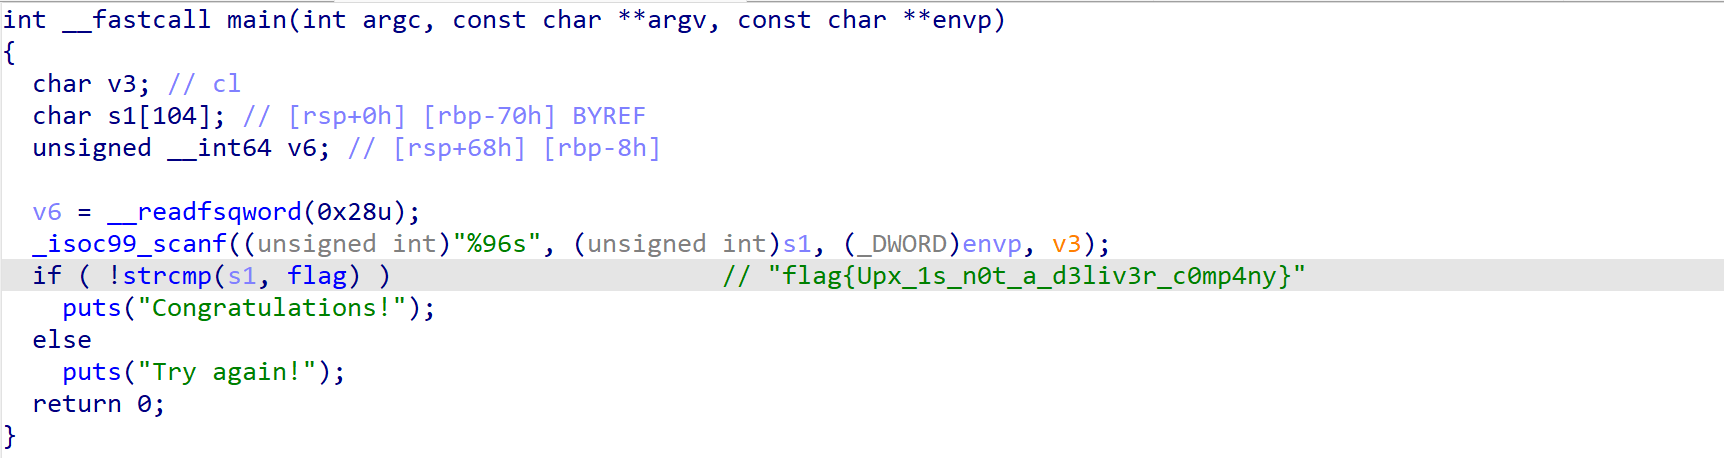 int __fastcall main(int argc, const char **argv, const char **envp)
{
  char v3; // cl
  char s1[104]; // [rsp+0h] [rbp-70h] BYREF
  unsigned __int64 v6; // [rsp+68h] [rbp-8h]

  v6 = __readfsqword(0x28u);
  _isoc99_scanf((unsigned int)"%96s", (unsigned int)s1, (_DWORD)envp, v3);
  if ( !strcmp(s1, flag) )                      // "flag{Upx_1s_n0t_a_d3liv3r_c0mp4ny}"
    puts("Congratulations!");
  else
    puts("Try again!");
  return 0;
}